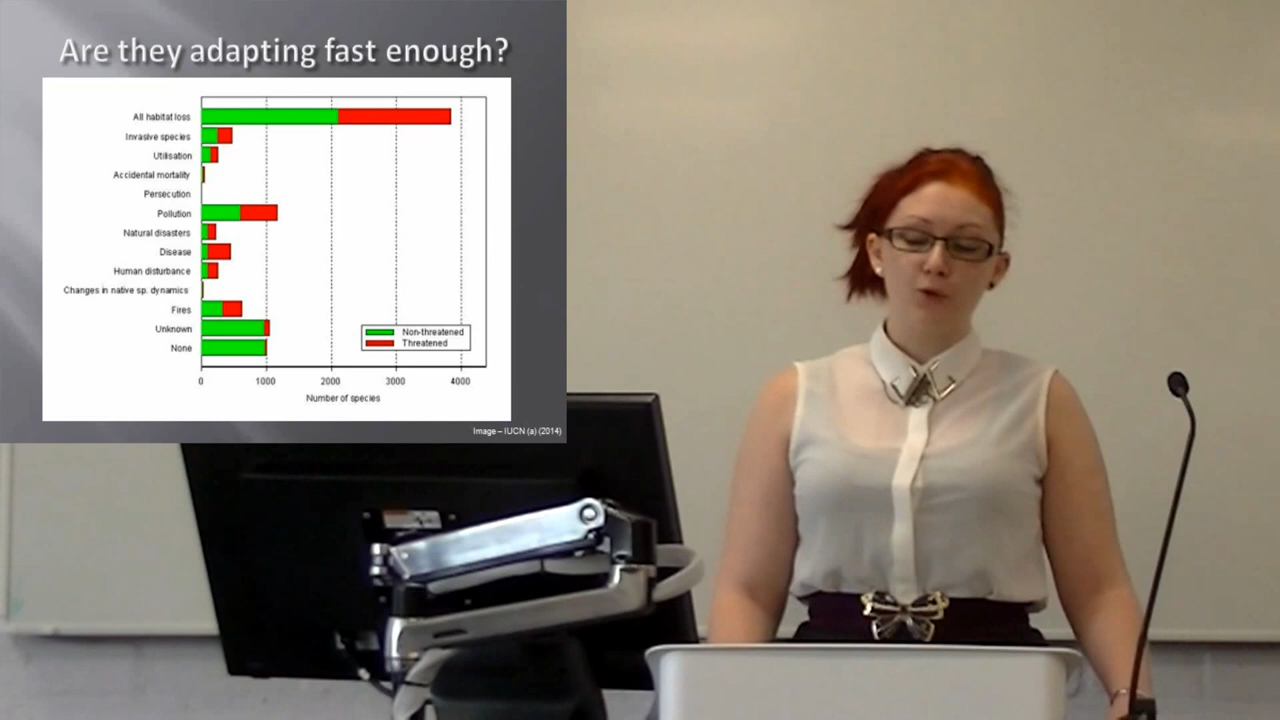 Are they adapting fast enough?
All habitat loss
Invasive species
Utilisation
Accidental mortality
Persecution
Pollution
Natural disasters
Disease
Human disturbance
Changes in native sp. dynamics
Fires
Unknown
None
Non-threatened
Threatened
0 1000 2000 3000 4000
Number of species
Image – IUCN (a) (2014)